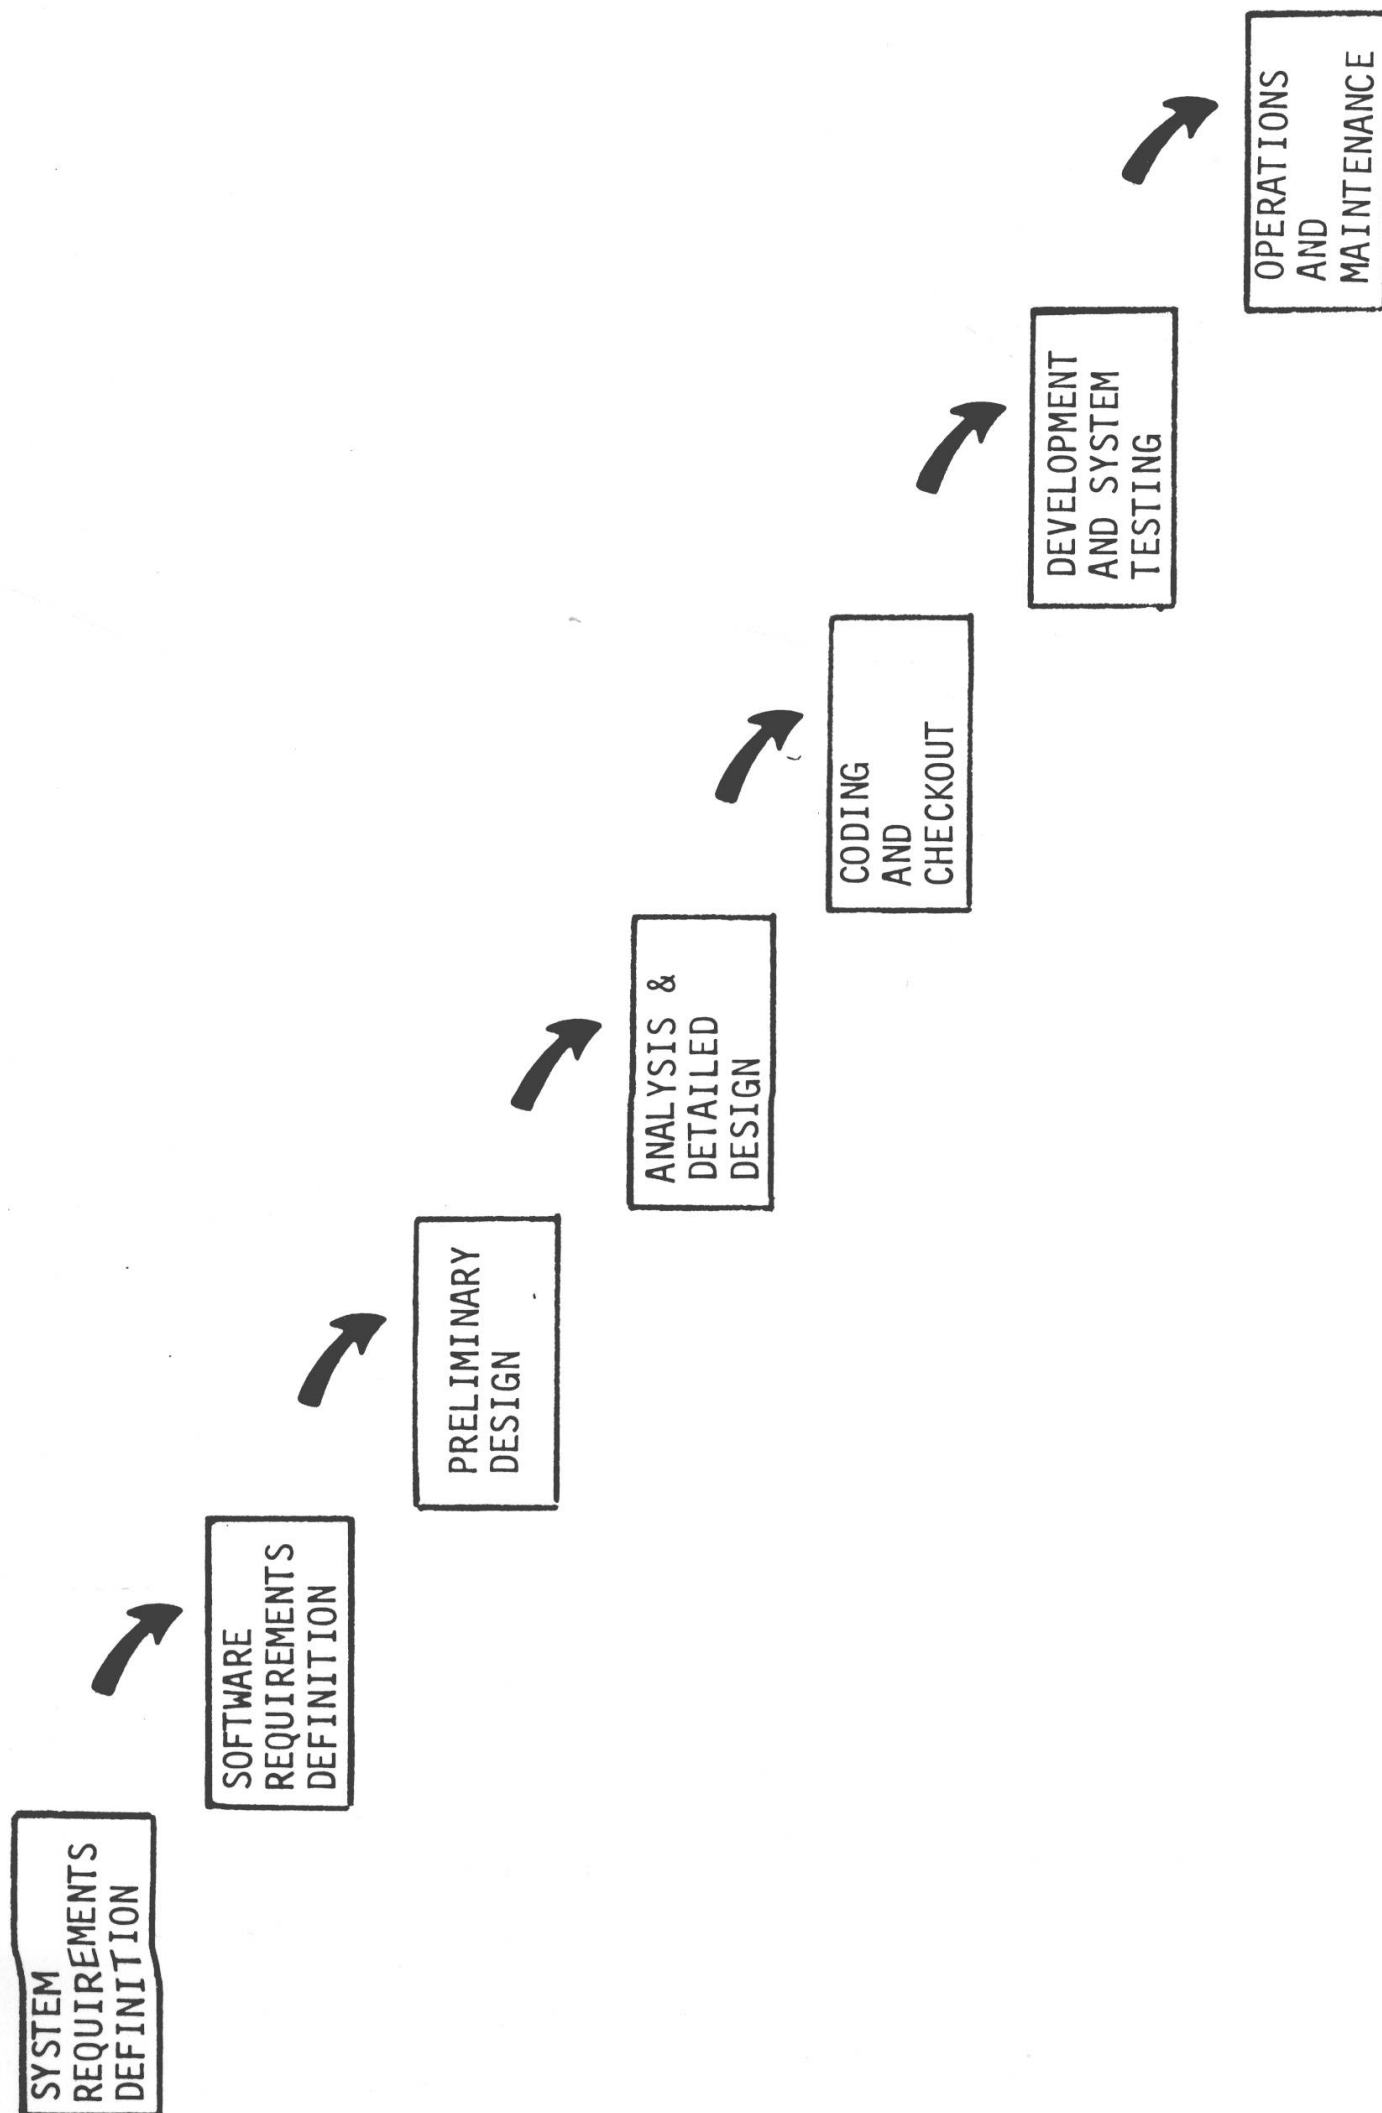 SYSTEM
REQUIREMENTS
DEFINITION
SOFTWARE
REQUIREMENTS
DEFINITION
PRELIMINARY
DESIGN
ANALYSIS &
DETAILED
DESIGN
CODING
AND
CHECKOUT
DEVELOPMENT
AND SYSTEM
TESTING
OPERATIONS
AND
MAINTENANCE